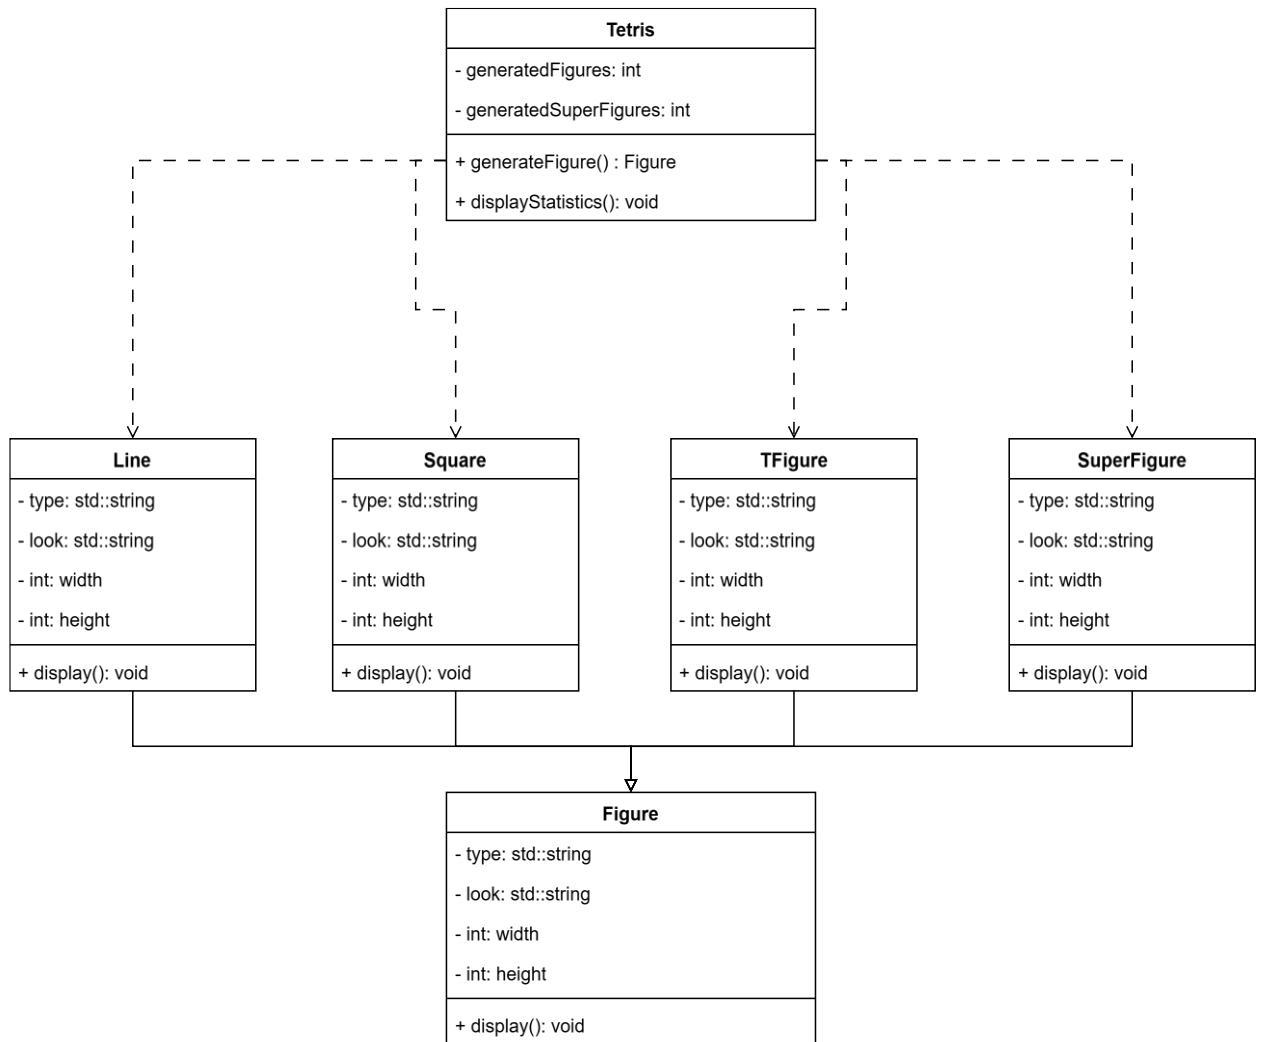 Tetris
- generatedFigures: int
- generatedSuperFigures: int
+ generateFigure() : Figure
+ displayStatistics(): void
Line
- type: std::string
- look: std::string
- int: width
- int: height
+ display(): void
Square
- type: std::string
- look: std::string
- int: width
- int: height
+ display(): void
TFigure
- type: std::string
- look: std::string
- int: width
- int: height
+ display(): void
SuperFigure
- type: std::string
- look: std::string
- int: width
- int: height
+ display(): void
Figure
- type: std::string
- look: std::string
- int: width
- int: height
+ display(): void